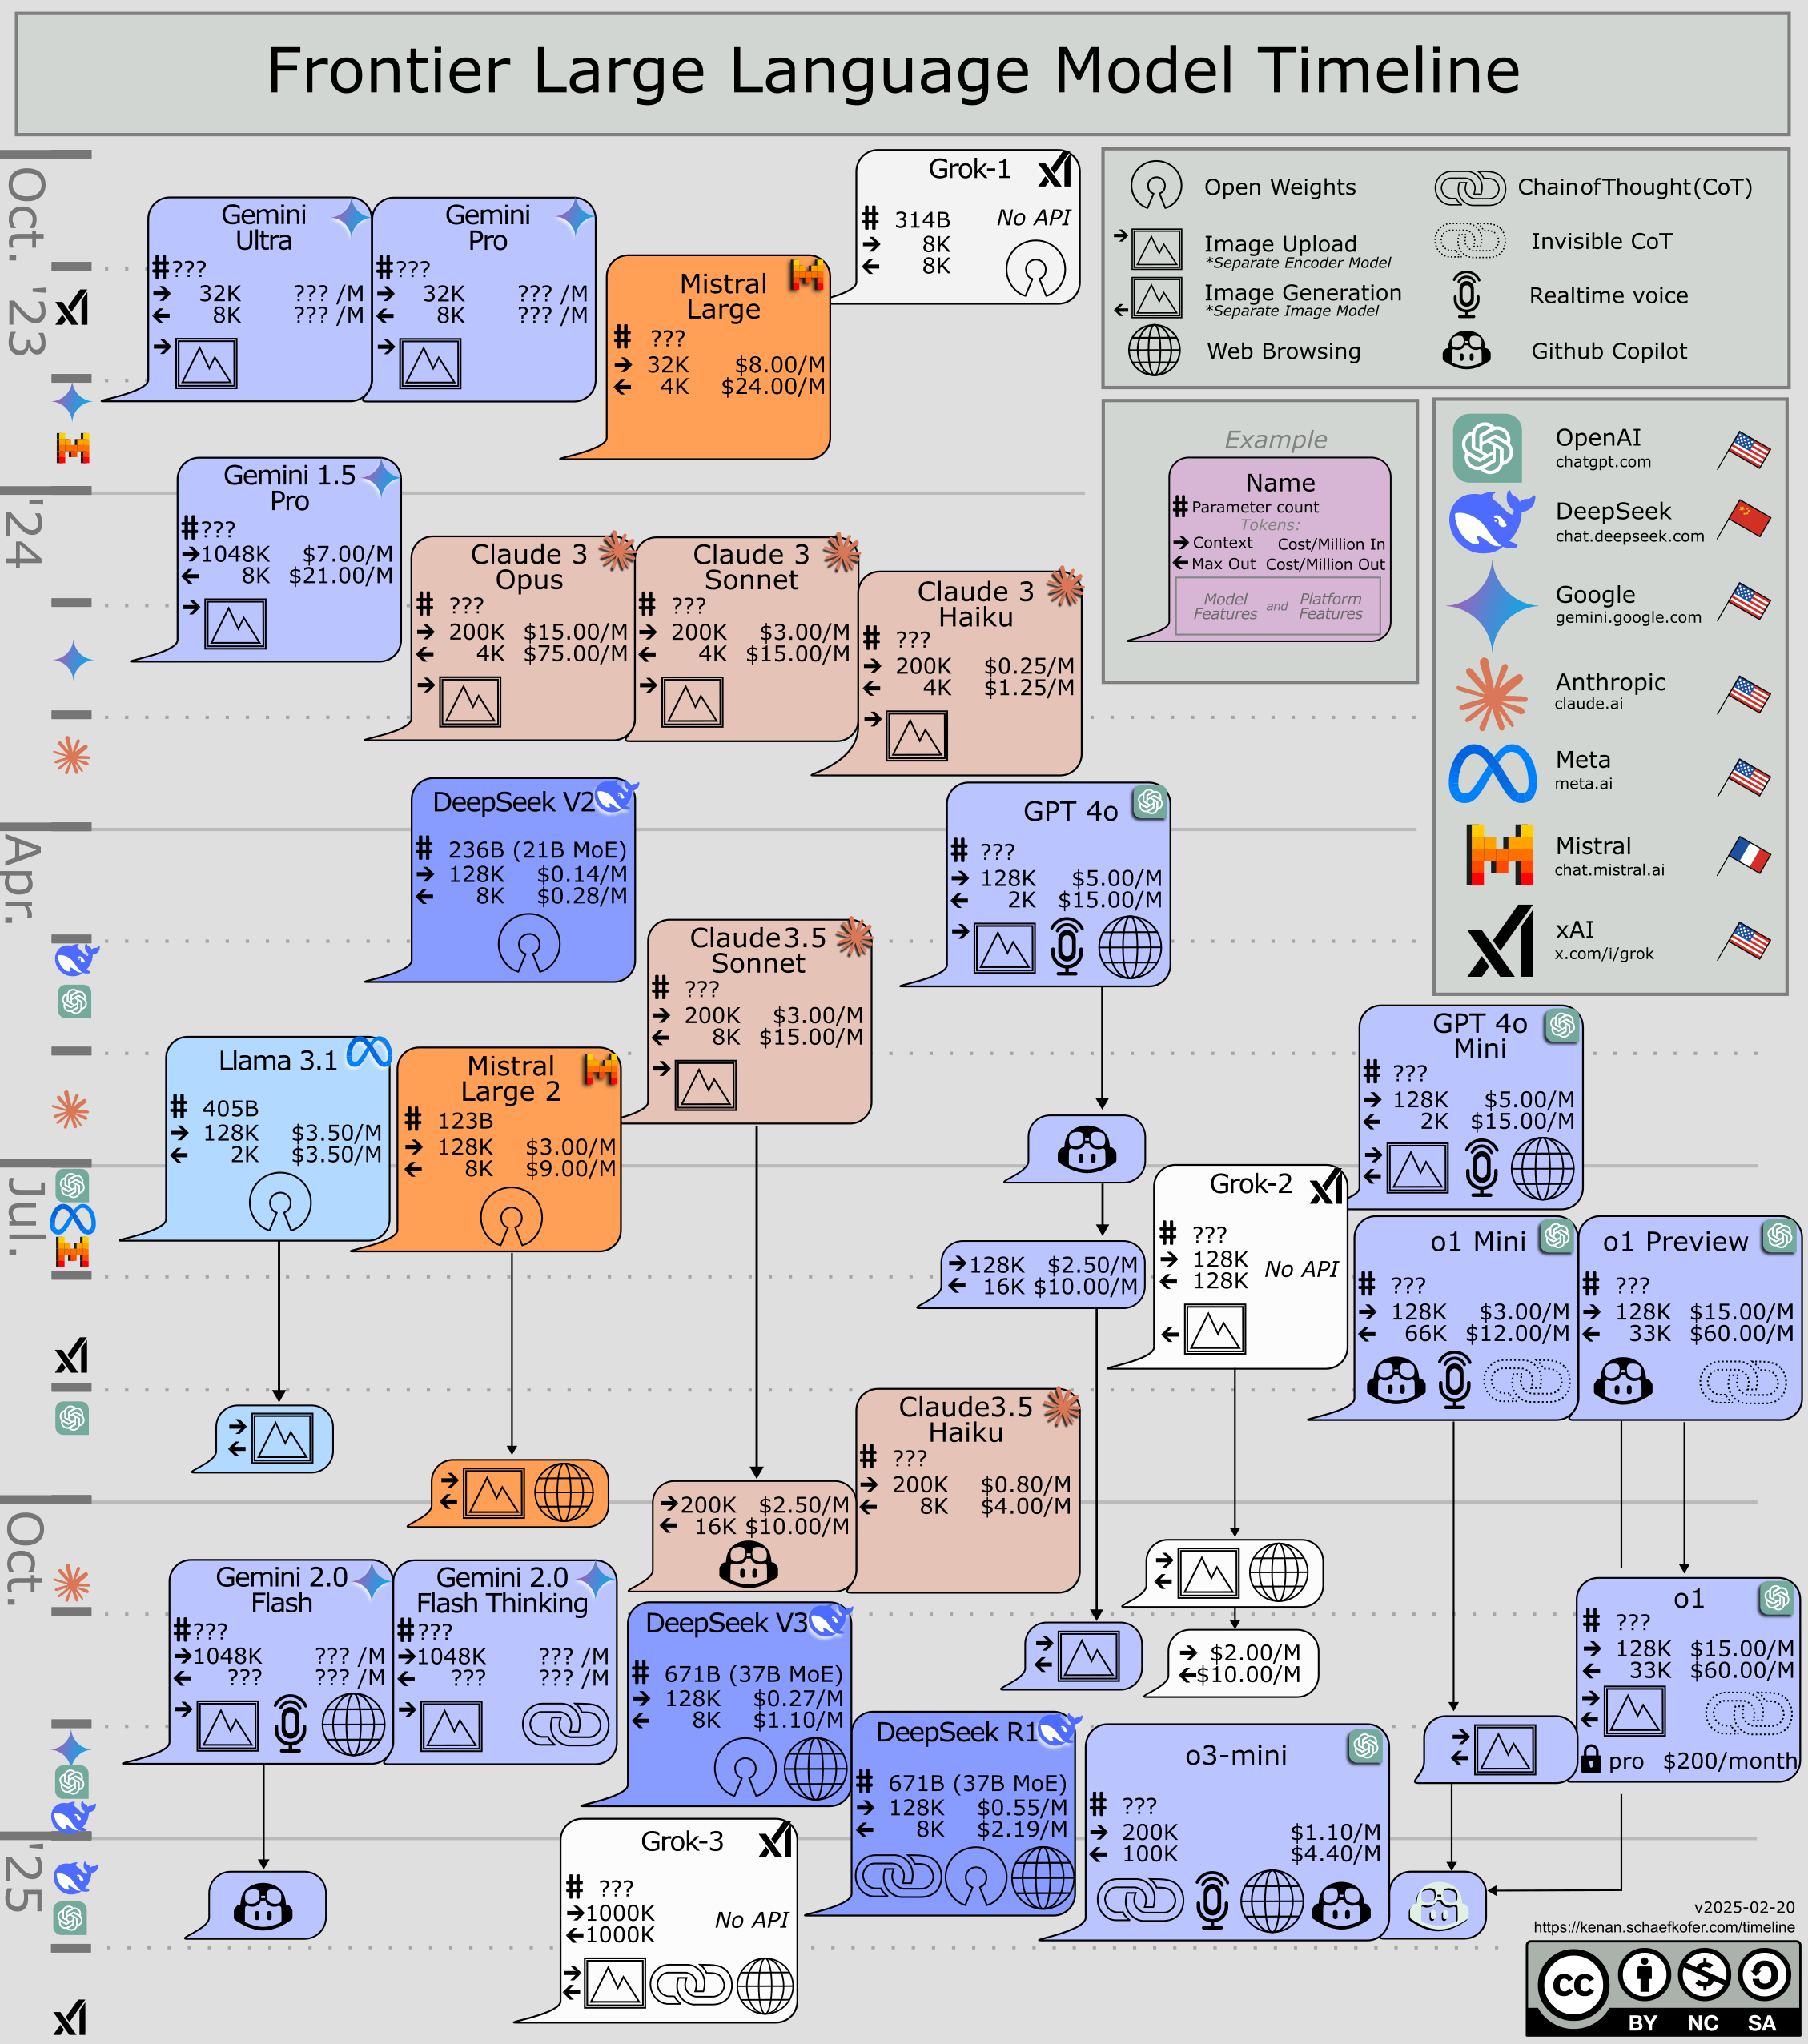 Frontier Large Language Model Timeline
Oct. '23
'24
Apr.
Jul.
Oct.
'25
Grok-1
# 314B No API
→ 8K
← 8K
Gemini
Ultra
#???
→ 32K ??? /M
← 8K ??? /M
Gemini
Pro
#???
→ 32K ??? /M
← 8K ??? /M
Mistral
Large
# ???
→ 32K $8.00/M
← 4K $24.00/M
Open Weights
ChainofThought(CoT)
Image Upload
*Separate Encoder Model
Invisible CoT
Image Generation
*Separate Image Model
Realtime voice
Web Browsing
Github Copilot
Example
Name
# Parameter count
Tokens:
→ Context Cost/Million In
← Max Out Cost/Million Out
Model
Features
and
Platform
Features
OpenAI
chatgpt.com
DeepSeek
chat.deepseek.com
Google
gemini.google.com
Anthropic
claude.ai
Meta
meta.ai
Mistral
chat.mistral.ai
xAI
x.com/i/grok
Gemini 1.5
Pro
#???
→1048K $7.00/M
← 8K $21.00/M
Claude 3
Opus
# ???
→ 200K $15.00/M
← 4K $75.00/M
Claude 3
Sonnet
# ???
→ 200K $3.00/M
← 4K $15.00/M
Claude 3
Haiku
# ???
→ 200K $0.25/M
← 4K $1.25/M
DeepSeek V2
# 236B (21B MoE)
→ 128K $0.14/M
← 8K $0.28/M
GPT 4o
# ???
→ 128K $5.00/M
← 2K $15.00/M
Claude3.5
Sonnet
# ???
→ 200K $3.00/M
← 8K $15.00/M
GPT 4o
Mini
# ???
→ 128K $5.00/M
← 2K $15.00/M
Llama 3.1
# 405B
→ 128K $3.50/M
← 2K $3.50/M
Mistral
Large 2
# 123B
→ 128K $3.00/M
← 8K $9.00/M
Grok-2
# ???
→ 128K
← 128K
No API
→128K $2.50/M
← 16K $10.00/M
o1 Mini
# ???
→ 128K $3.00/M
← 66K $12.00/M
o1 Preview
# ???
→ 128K $15.00/M
← 33K $60.00/M
Claude3.5
Haiku
# ???
→ 200K $0.80/M
← 8K $4.00/M
→200K $2.50/M
← 16K $10.00/M
Gemini 2.0
Flash
#???
→1048K ??? /M
← ??? ??? /M
Gemini 2.0
Flash Thinking
#???
→1048K ??? /M
← ??? ??? /M
DeepSeek V3
# 671B (37B MoE)
→ 128K $0.27/M
← 8K $1.10/M
→ $2.00/M
←$10.00/M
o1
# ???
→ 128K $15.00/M
← 33K $60.00/M
pro $200/month
DeepSeek R1
# 671B (37B MoE)
→ 128K $0.55/M
← 8K $2.19/M
o3-mini
# ???
→ 200K $1.10/M
← 100K $4.40/M
Grok-3
# ???
→1000K
←1000K
No API
v2025-02-20
https://kenan.schaefkofer.com/timeline
cc
BY NC SA